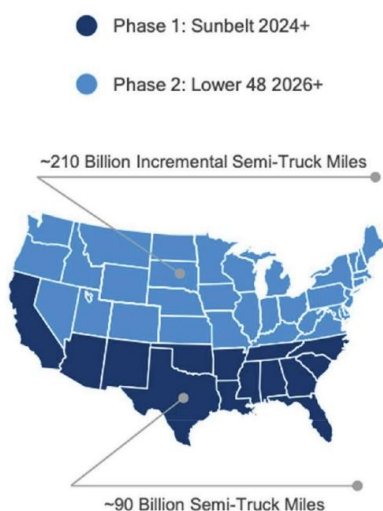 Phase 1: Sunbelt 2024+
Phase 2: Lower 48 2026+
~210 Billion Incremental Semi-Truck Miles
~90 Billion Semi-Truck Miles